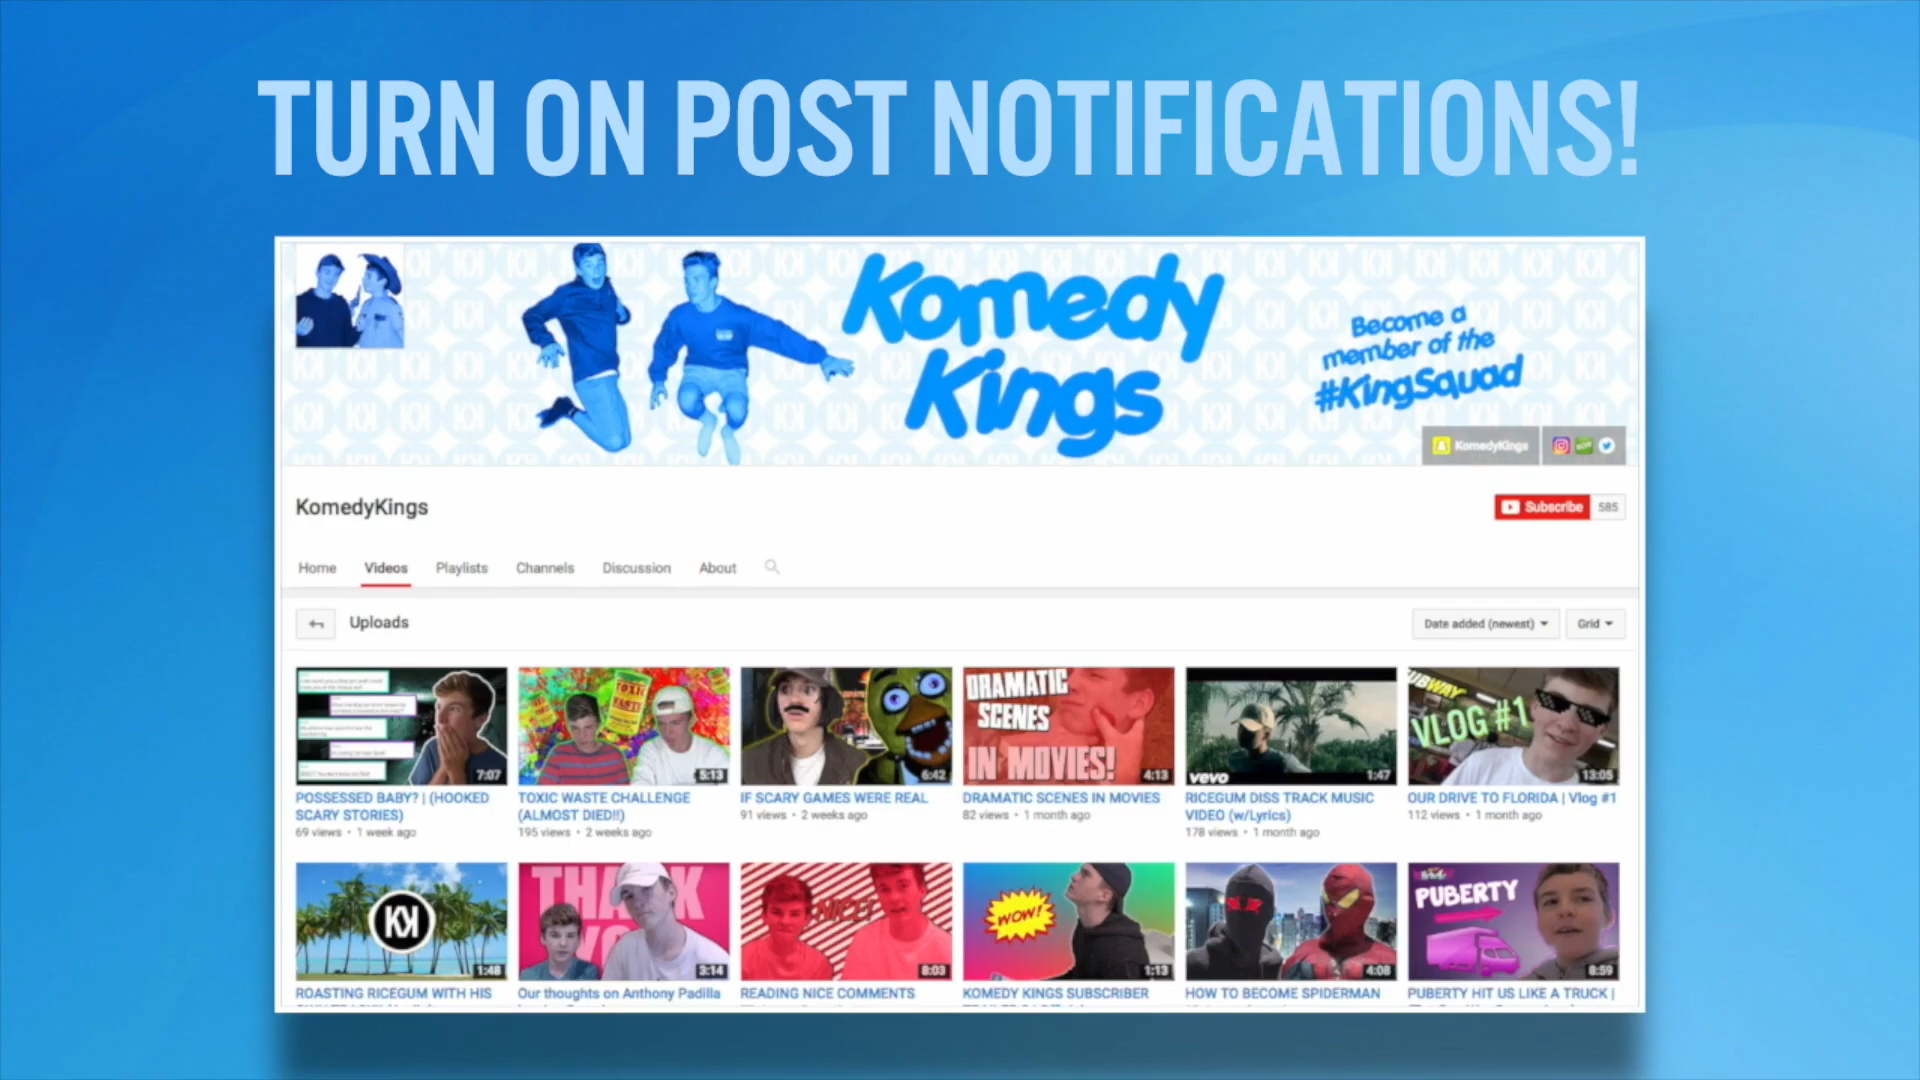 TURN ON POST NOTIFICATIONS!
Komedy
Kings
Become a
member of the
#KingSquad
KomedyKings
KomedyKings
Subscribe 585
Home Videos Playlists Channels Discussion About
Uploads
Date added (newest) Grid
7:07
TOXIC
WASTE
5:13
6:42
DRAMATIC
SCENES
IN MOVIES!
4:13
vevo
1:47
SUBWAY
VLOG #1
13:05
POSSESSED BABY? | (HOOKED
SCARY STORIES)
69 views • 1 week ago
TOXIC WASTE CHALLENGE
(ALMOST DIED!!)
195 views • 2 weeks ago
IF SCARY GAMES WERE REAL
91 views • 2 weeks ago
DRAMATIC SCENES IN MOVIES
82 views • 1 month ago
RICEGUM DISS TRACK MUSIC
VIDEO (w/Lyrics)
178 views • 1 month ago
OUR DRIVE TO FLORIDA | Vlog #1
112 views • 1 month ago
KK
1:48
THANK
YOU
3:14
NICE!
8:03
WOW!
1:13
4:08
PUBERTY
8:59
ROASTING RICEGUM WITH HIS
Our thoughts on Anthony Padilla
READING NICE COMMENTS
KOMEDY KINGS SUBSCRIBER
HOW TO BECOME SPIDERMAN
PUBERTY HIT US LIKE A TRUCK |